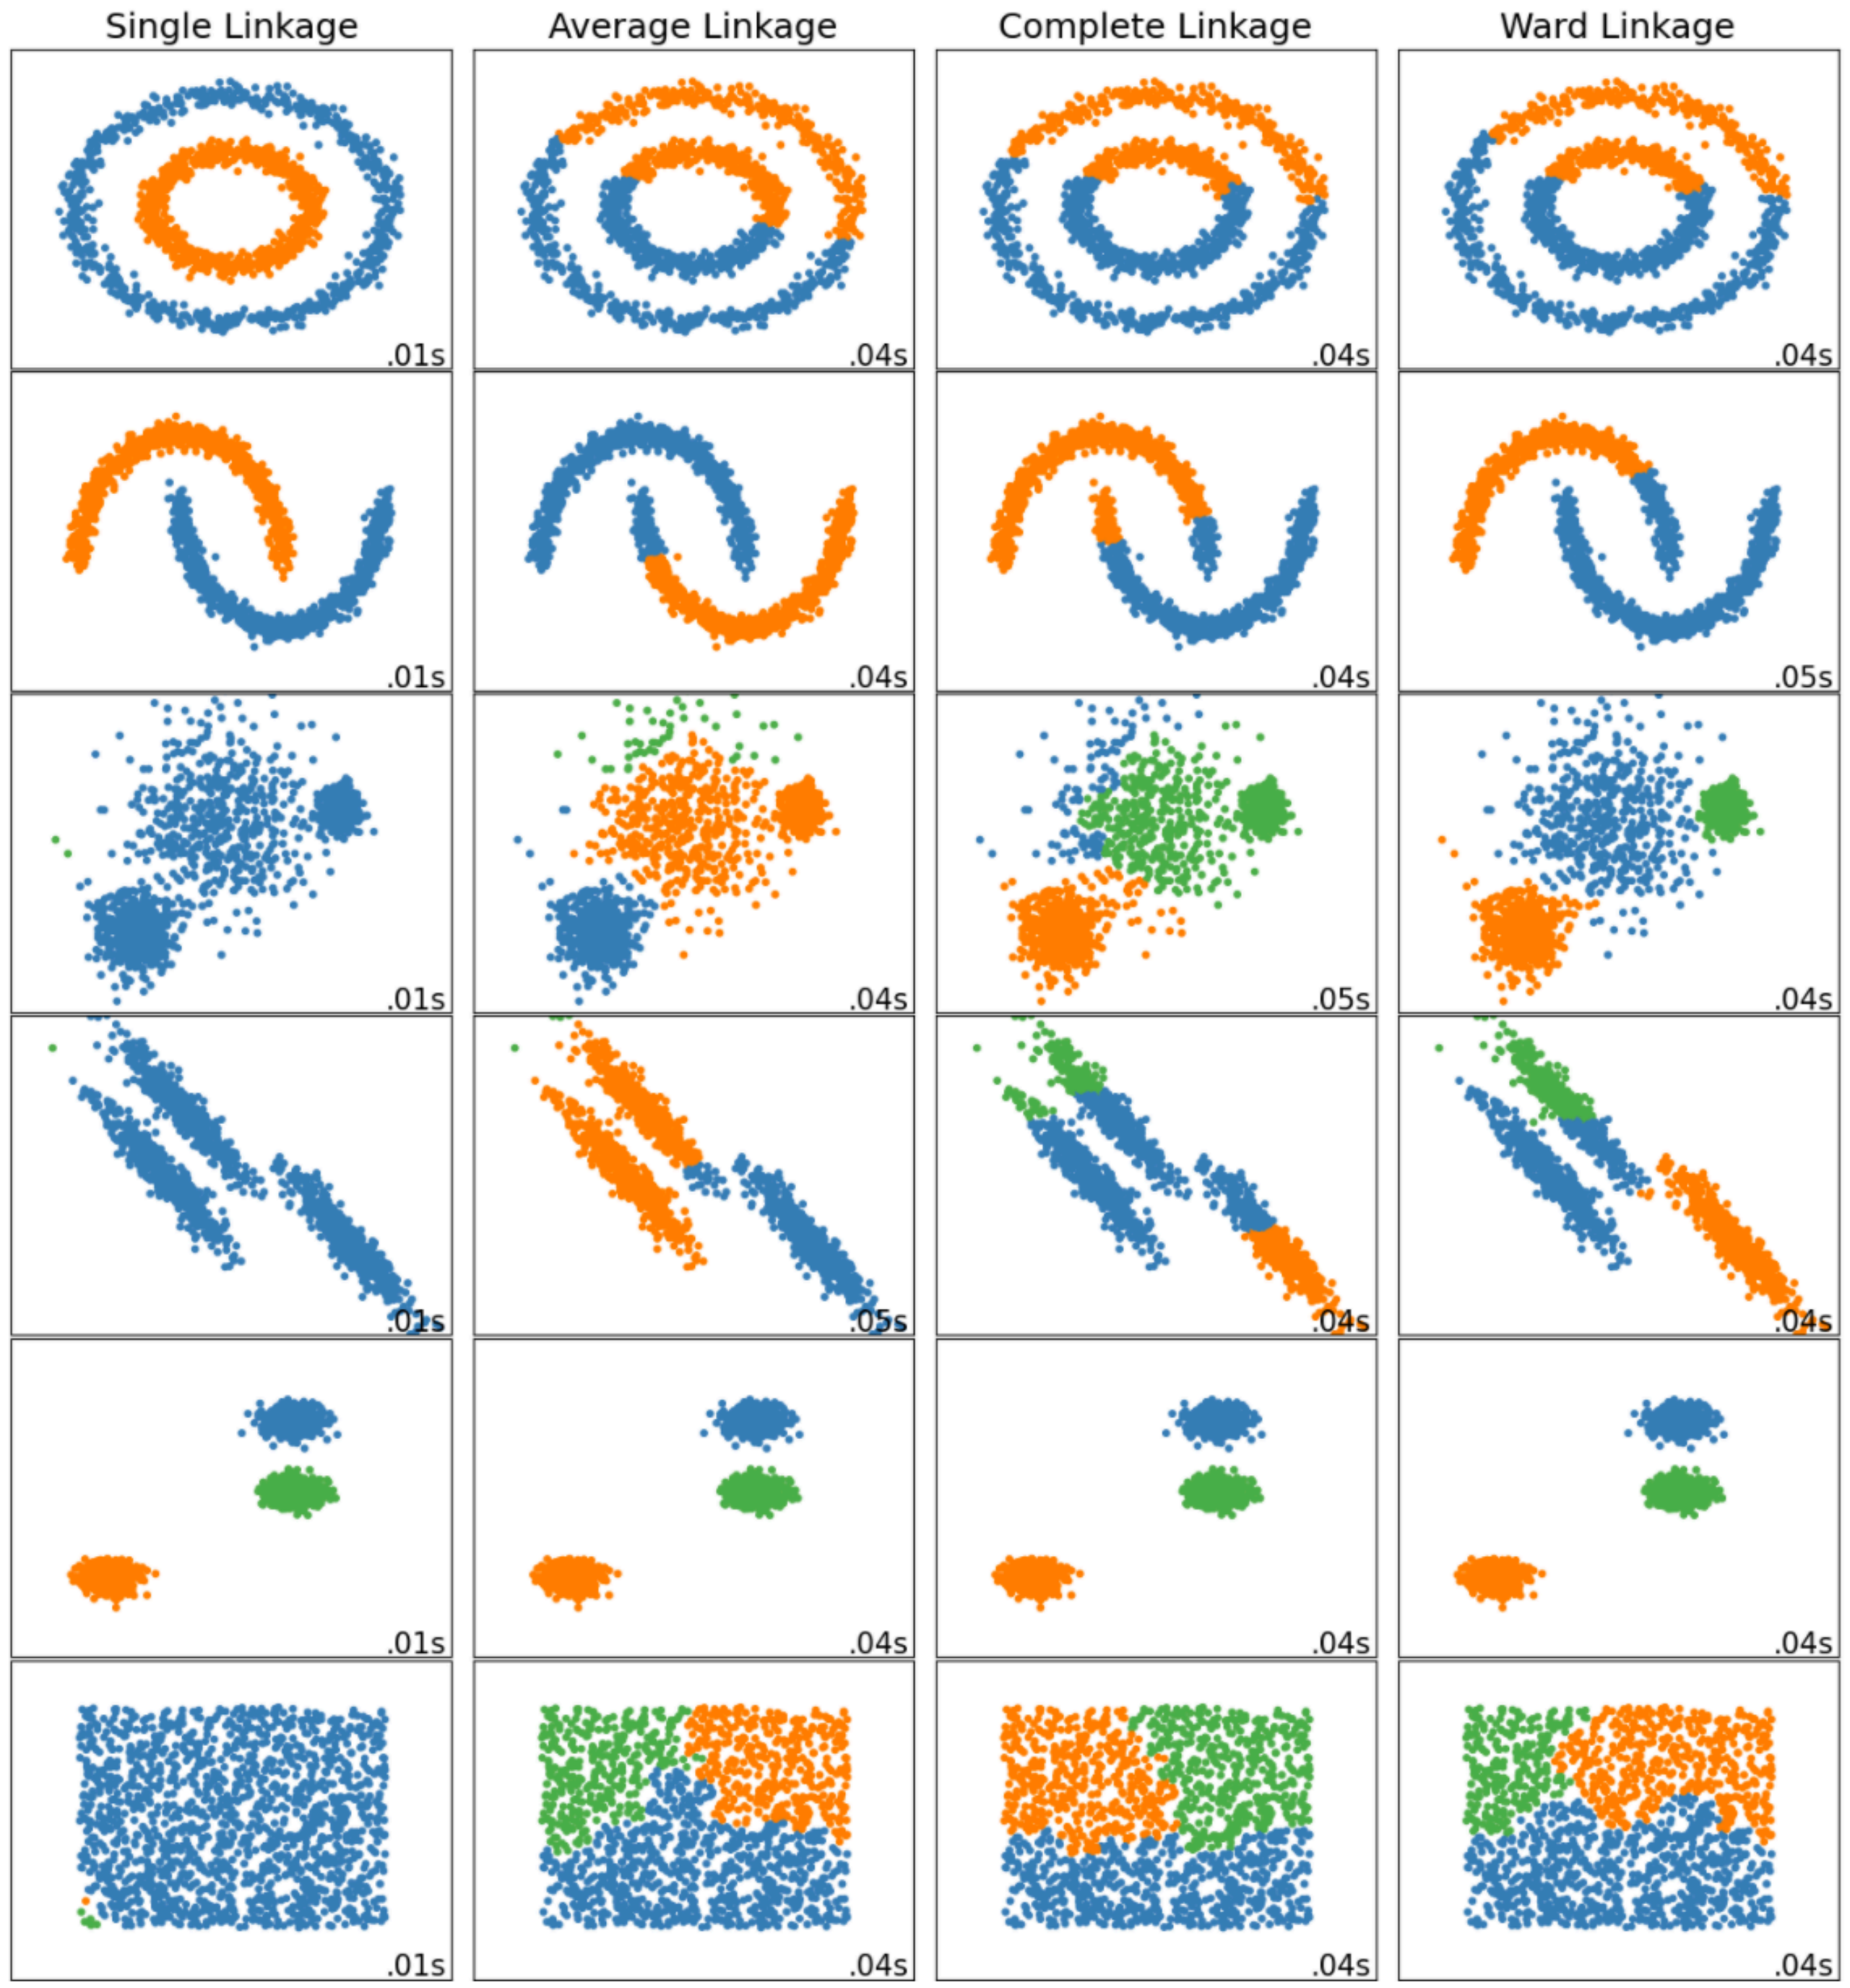 Single Linkage Average Linkage Complete Linkage Ward Linkage
.01s .04s .04s .04s
.01s .04s .04s .05s
.01s .04s .05s .04s
.01s .05s .04s .04s
.01s .04s .04s .04s
.01s .04s .04s .04s